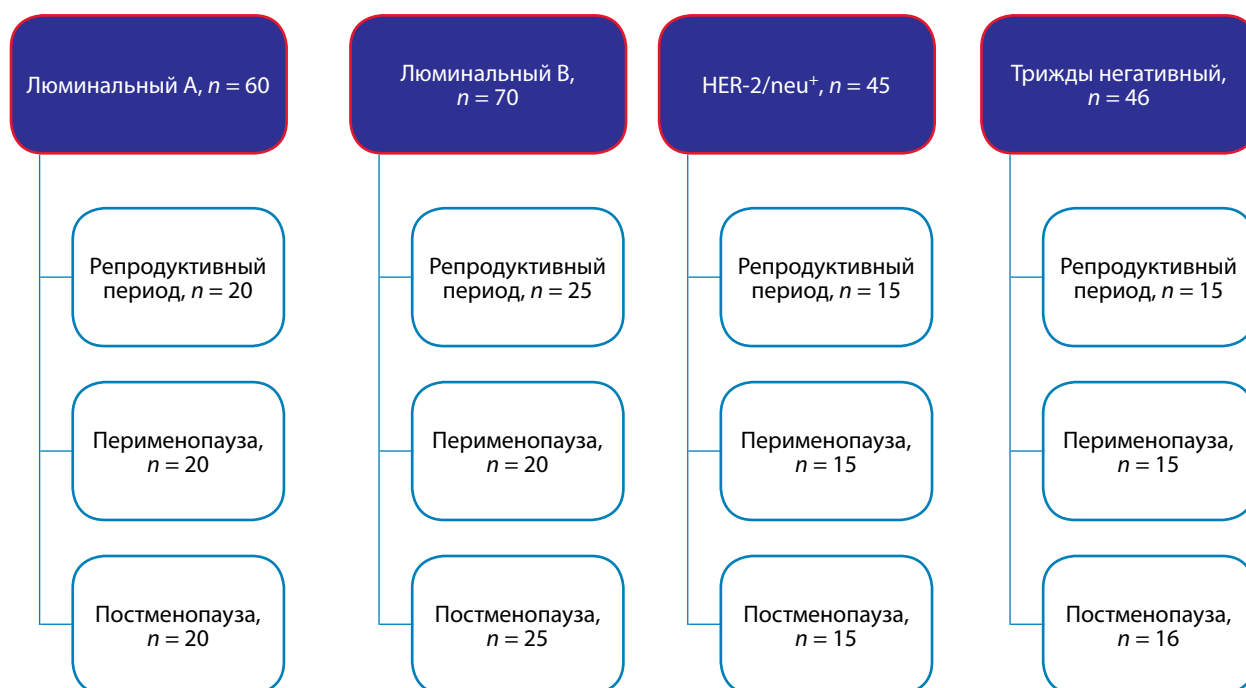 Люминальный А, n = 60
Репродуктивный
период, n = 20
Перименопауза,
n = 20
Постменопауза,
n = 20
Люминальный В,
n = 70
Репродуктивный
период, n = 25
Перименопауза,
n = 20
Постменопауза,
n = 25
HER-2/neu⁺, n = 45
Репродуктивный
период, n = 15
Перименопауза,
n = 15
Постменопауза,
n = 15
Трижды негативный,
n = 46
Репродуктивный
период, n = 15
Перименопауза,
n = 15
Постменопауза,
n = 16